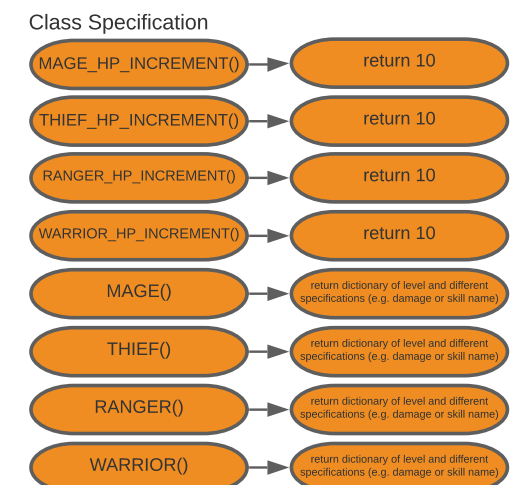 Class Specification
MAGE_HP_INCREMENT()
return 10
THIEF_HP_INCREMENT()
return 10
RANGER_HP_INCREMENT()
return 10
WARRIOR_HP_INCREMENT()
return 10
MAGE()
return dictionary of level and different
specifications (e.g. damage or skill name)
THIEF()
return dictionary of level and different
specifications (e.g. damage or skill name)
RANGER()
return dictionary of level and different
specifications (e.g. damage or skill name)
WARRIOR()
return dictionary of level and different
specifications (e.g. damage or skill name)